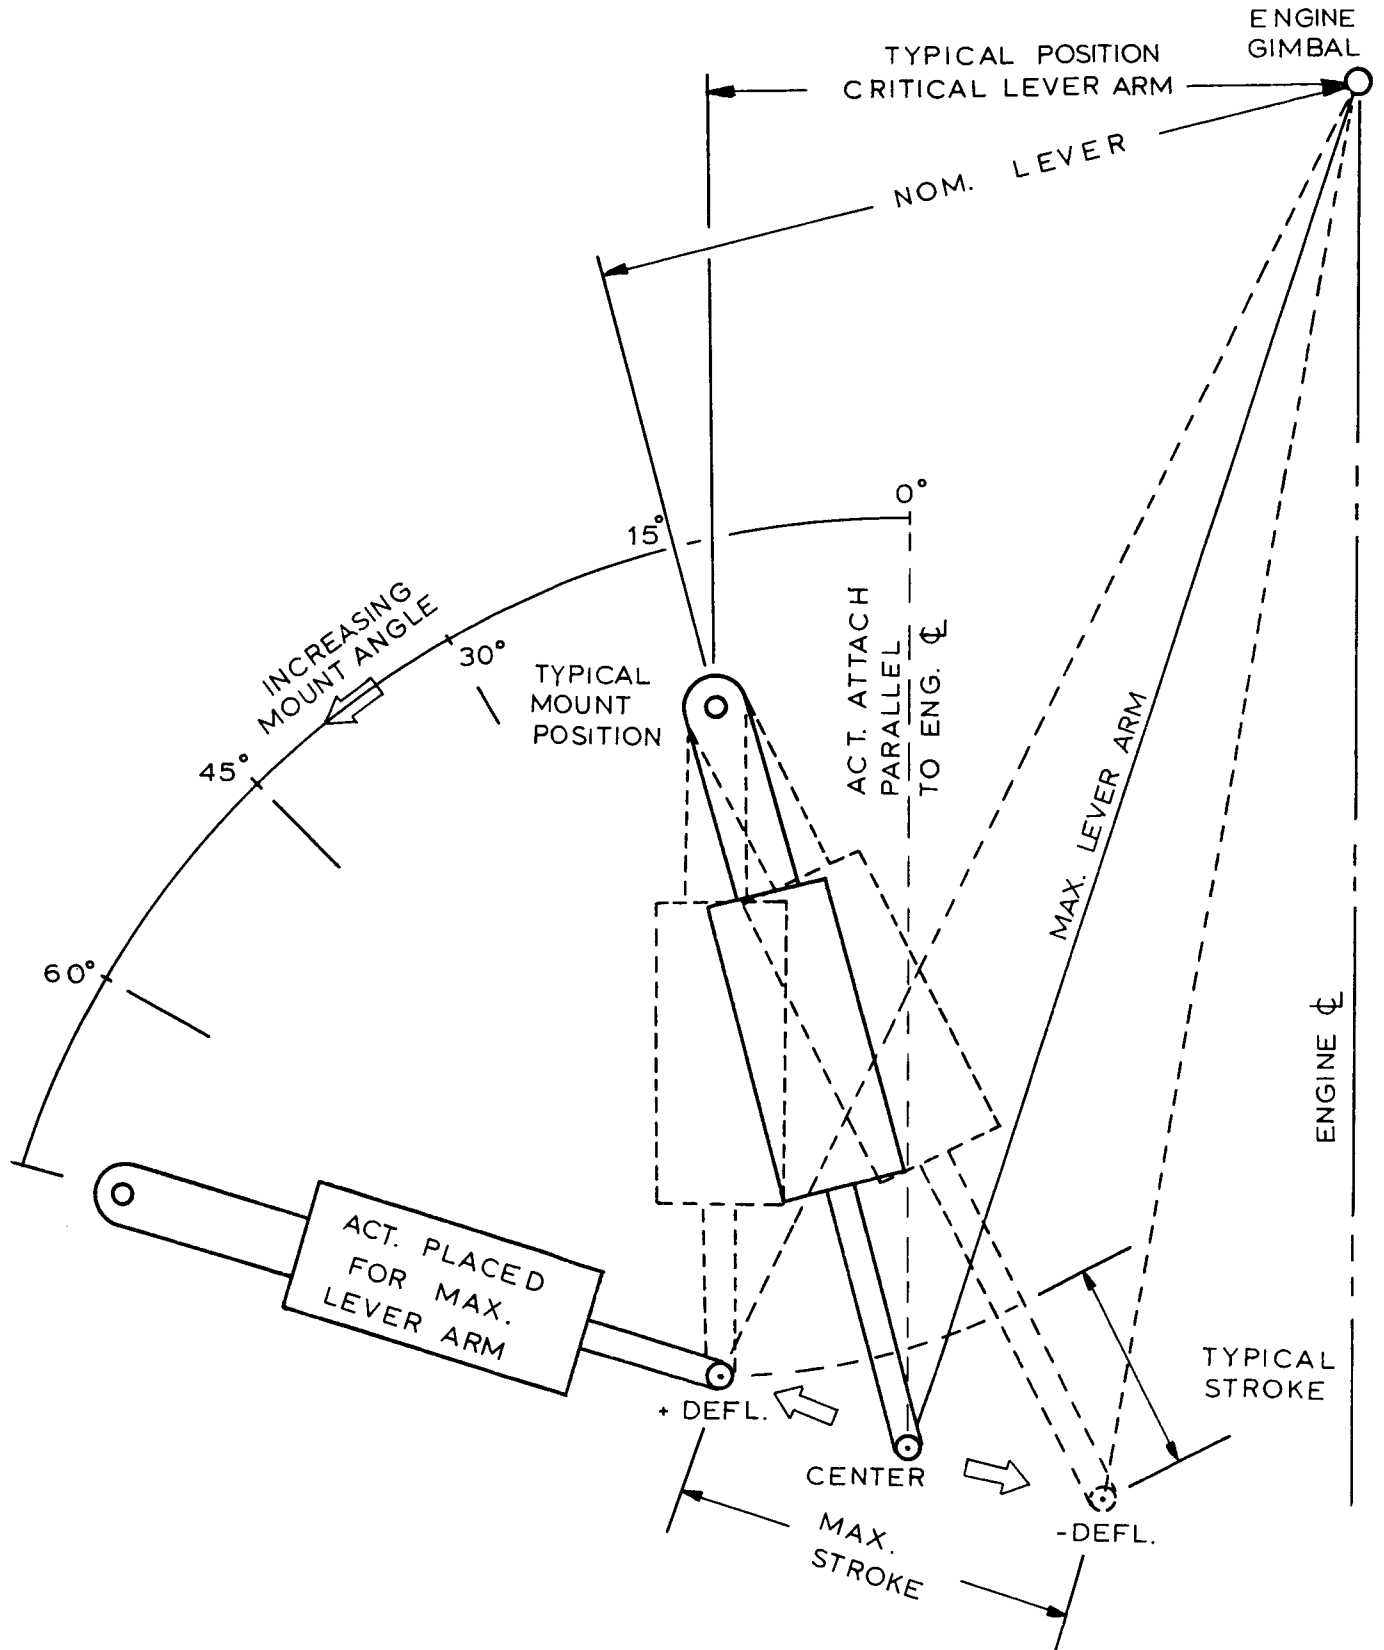 ENGINE
GIMBAL
TYPICAL POSITION
CRITICAL LEVER ARM
NOM. LEVER
0°
15°
INCREASING
MOUNT ANGLE
30°
TYPICAL
MOUNT
POSITION
ACT. ATTACH
PARALLEL
TO ENG. ℄
45°
MAX. LEVER ARM
60°
ENGINE ℄
ACT. PLACED
FOR MAX.
LEVER ARM
TYPICAL
STROKE
+ DEFL.
CENTER
-DEFL.
MAX.
STROKE